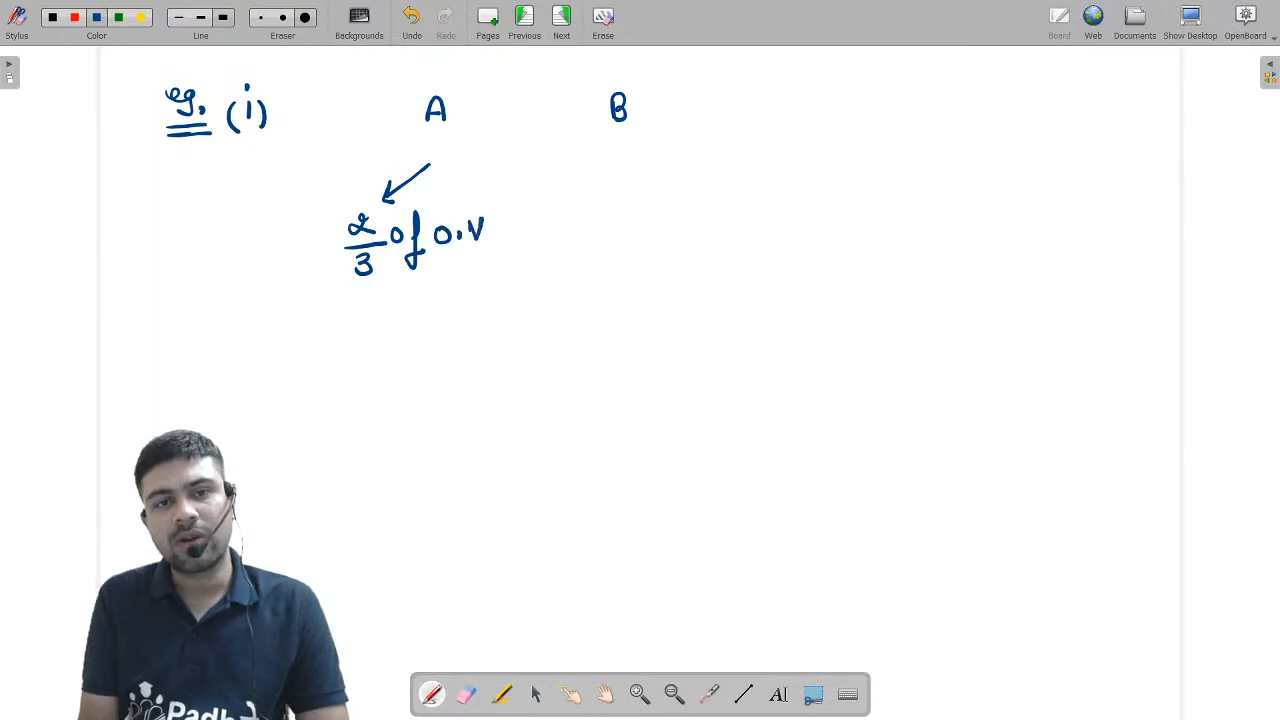 Stylus
Color
Line
Eraser
Backgrounds
Undo
Redo
Pages
Previous
Next
Erase
Board
Web
Documents
Show Desktop
OpenBoard
eg. (i) A B
2/3 of O.V